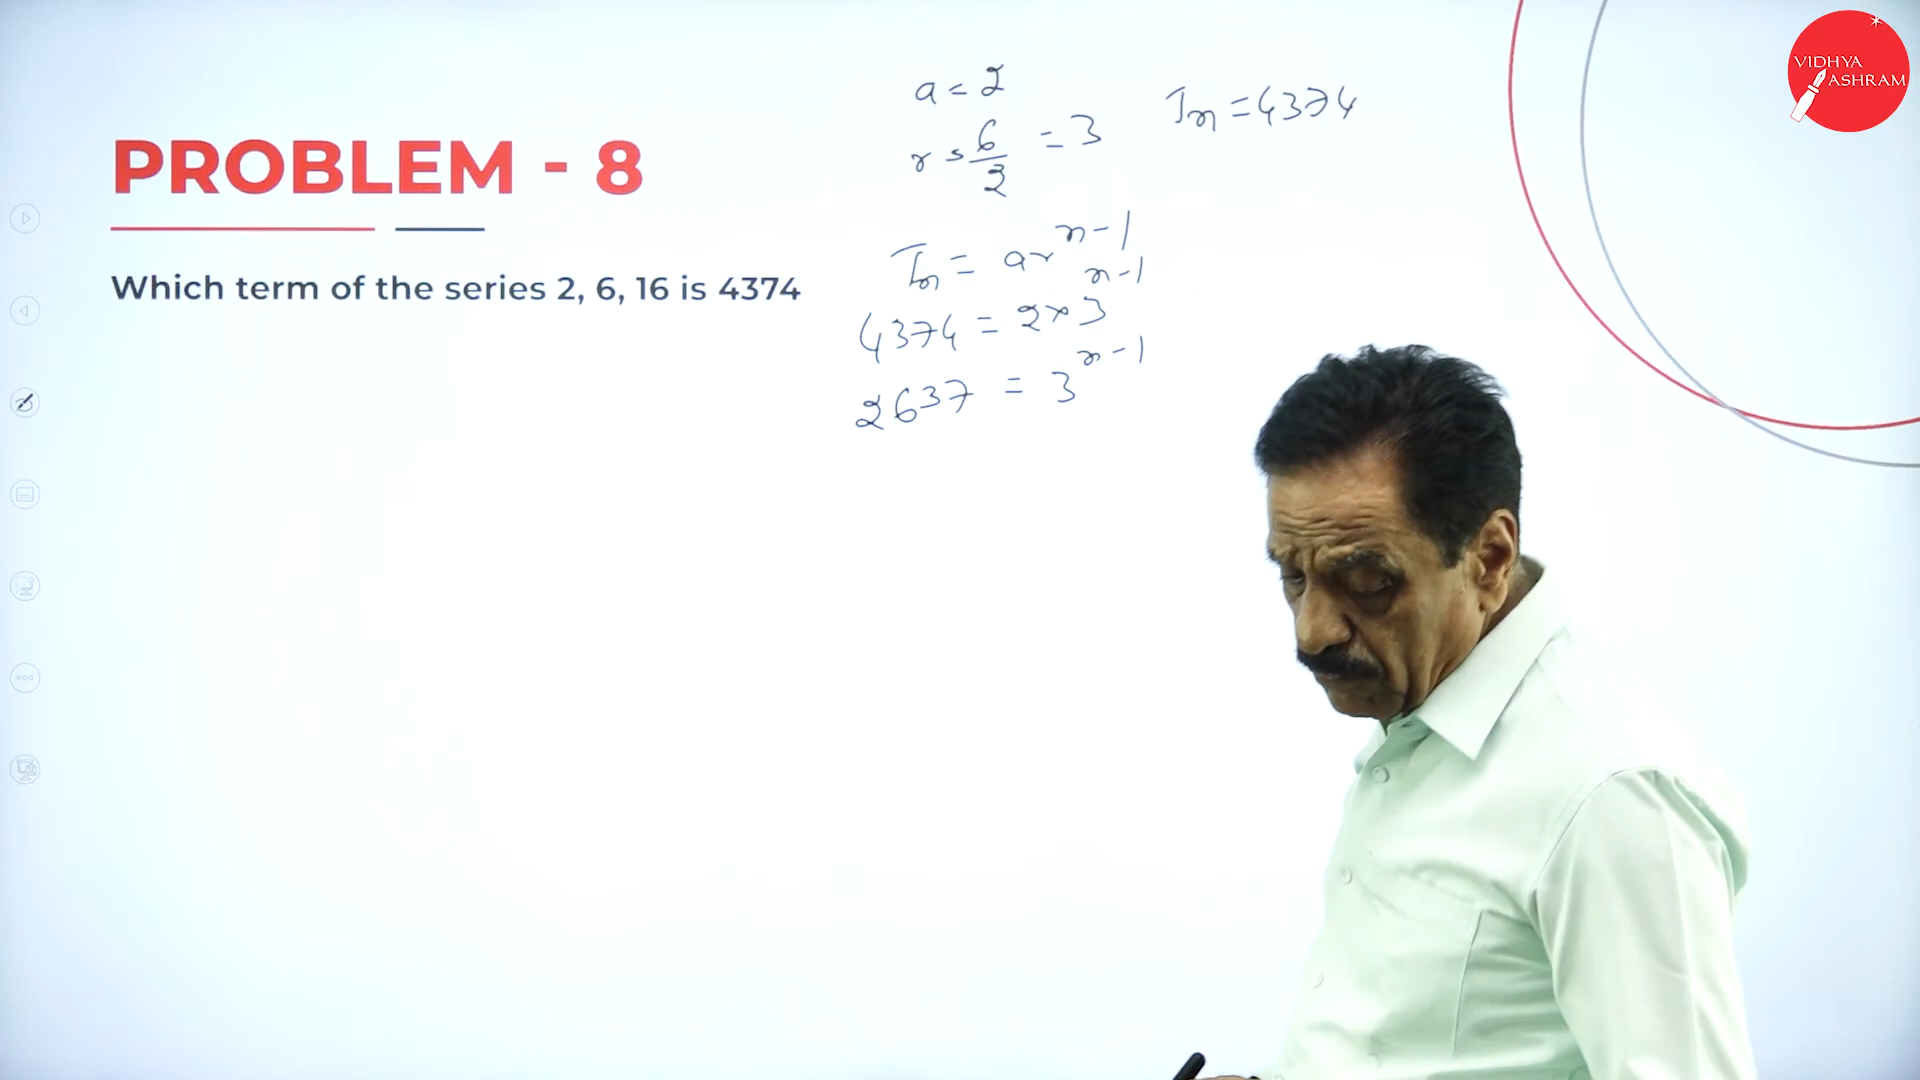 VIDHYA
ASHRAM
PROBLEM - 8
Which term of the series 2, 6, 16 is 4374
a = 2
r = 6/2 = 3
Tn = 4374
Tn = ar^n-1
4374 = 2×3^n-1
2637 = 3^n-1